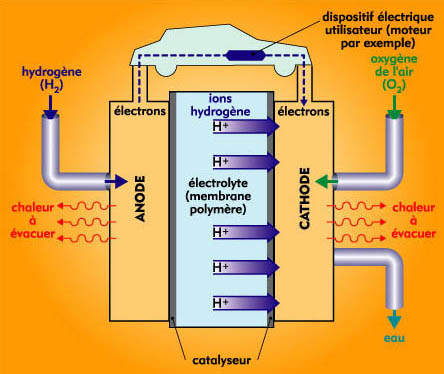 dispositif électrique
utilisateur (moteur
par exemple)
hydrogène
(H2)
oxygène
de l'air
(O2)
électrons
ions
hydrogène
électrons
H+
H+
ANODE
électrolyte
(membrane
polymère)
CATHODE
chaleur
à
évacuer
chaleur
à
évacuer
H+
H+
H+
eau
catalyseur